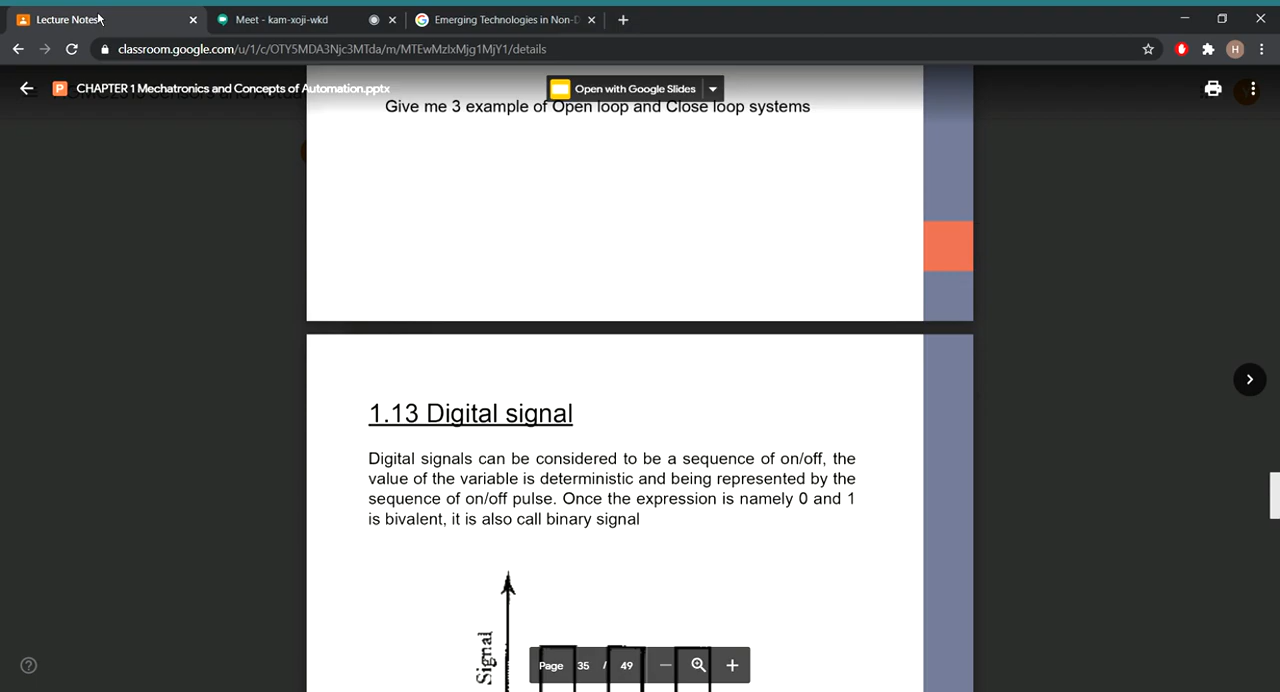 Lecture Notes
Meet - kam-xoji-wkd
Emerging Technologies in Non-D
classroom.google.com/u/1/c/OTY5MDA3Njc3MTda/m/MTEwMzIxMjg1MjY1/details
H
CHAPTER 1 Mechatronics and Concepts of Automation.pptx
Open with Google Slides
Give me 3 example of Open loop and Close loop systems
1.13 Digital signal
Digital signals can be considered to be a sequence of on/off, the
value of the variable is deterministic and being represented by the
sequence of on/off pulse. Once the expression is namely 0 and 1
is bivalent, it is also call binary signal
Signal
Page 35 / 49